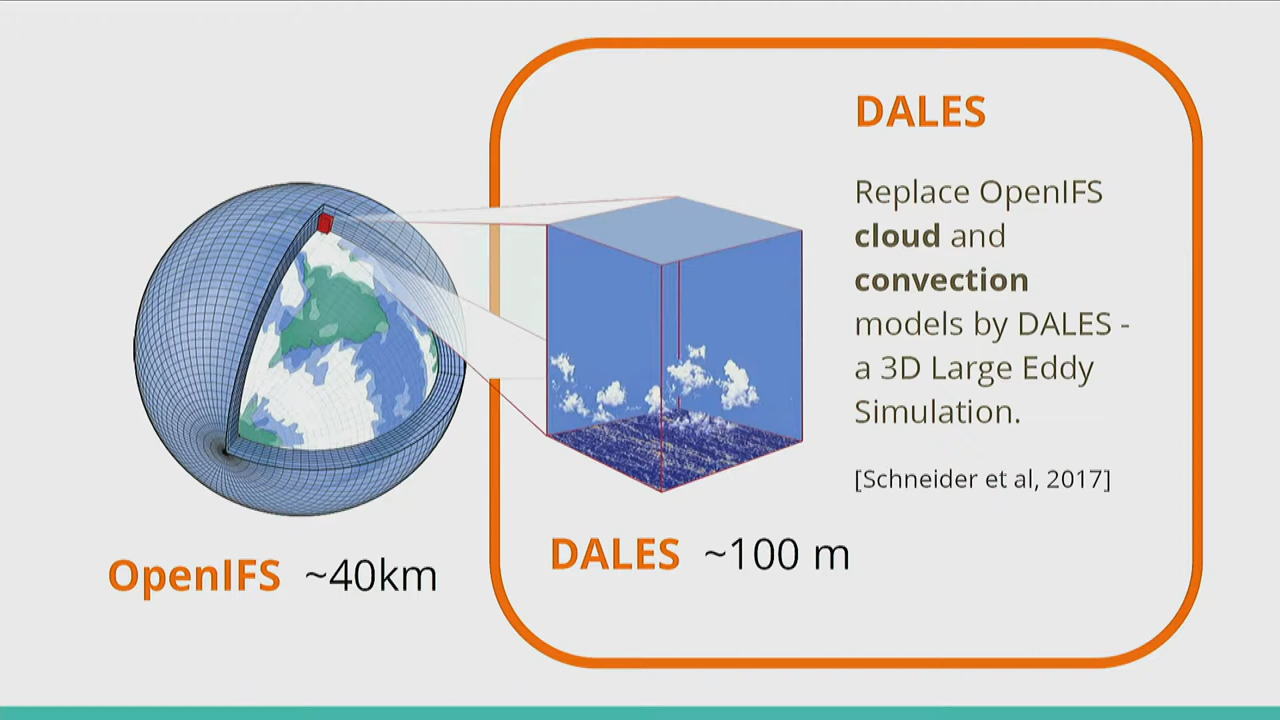 DALES
Replace OpenIFS
cloud and
convection
models by DALES -
a 3D Large Eddy
Simulation.
[Schneider et al, 2017]
DALES ~100 m
OpenIFS ~40km